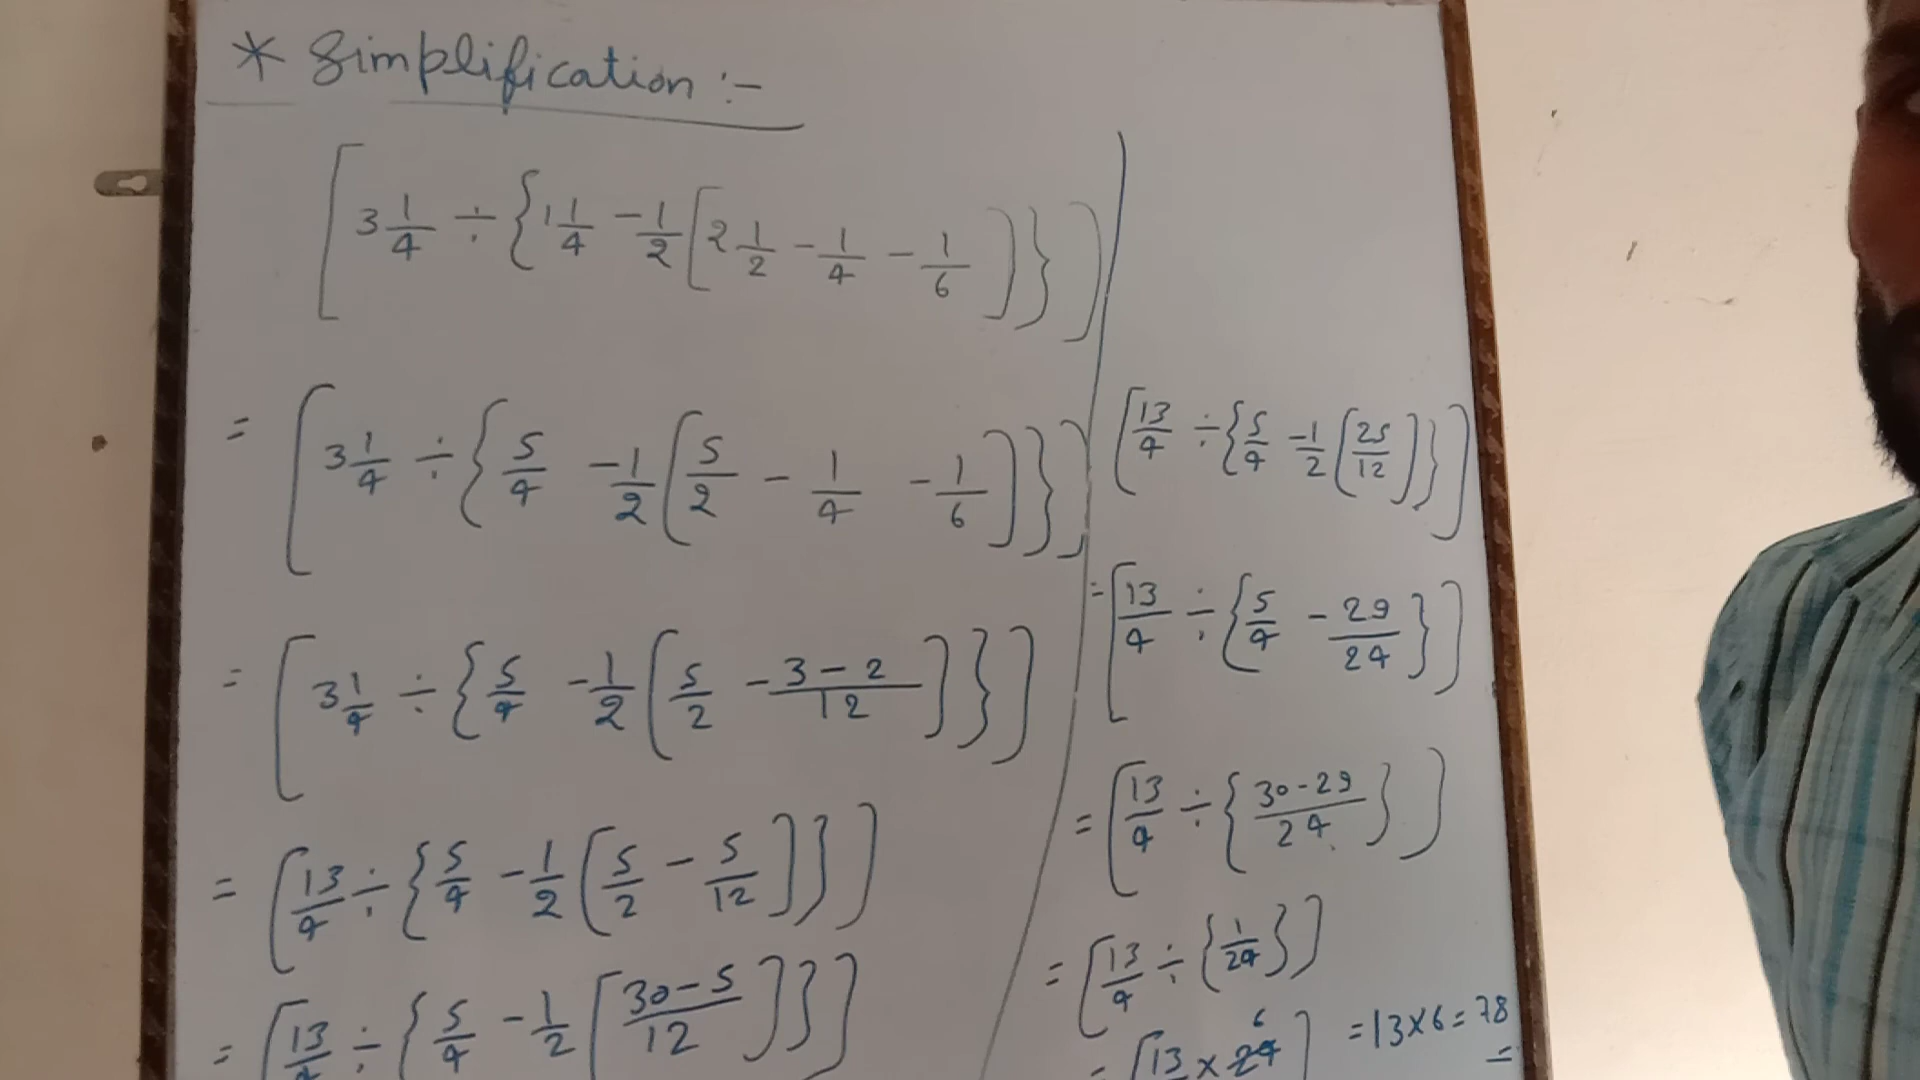 * Simplification :-
[3 1/4 ÷ {1 1/4 - 1/2 [2 1/2 - 1/4 - 1/6]}]
= [3 1/4 ÷ {5/4 - 1/2 [5/2 - 1/4 - 1/6]}]
= [3 1/4 ÷ {5/4 - 1/2 [5/2 - 3-2/12]}]
= [13/4 ÷ {5/4 - 1/2 [5/2 - 5/12]}]
= [13/4 ÷ {5/4 - 1/2 [30-5/12]}]
[13/4 ÷ {5/4 - 1/2 [25/12]}]
= [13/4 ÷ {5/4 - 29/24}]
= [13/4 ÷ {30-29/24}]
= [13/4 ÷ {1/24}]
= [13 × 24 6] = 13×6 = 78